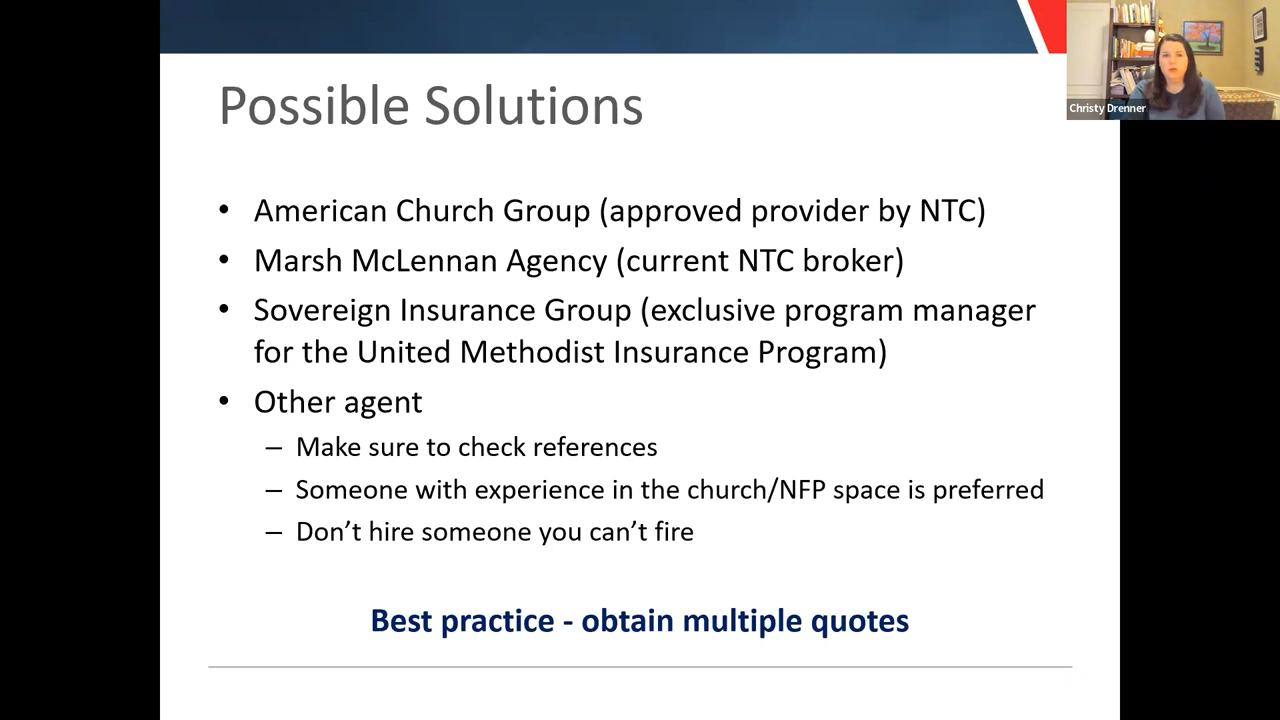 Possible Solutions
Christy Drenner
• American Church Group (approved provider by NTC)
• Marsh McLennan Agency (current NTC broker)
• Sovereign Insurance Group (exclusive program manager
for the United Methodist Insurance Program)
• Other agent
– Make sure to check references
– Someone with experience in the church/NFP space is preferred
– Don’t hire someone you can’t fire
Best practice - obtain multiple quotes